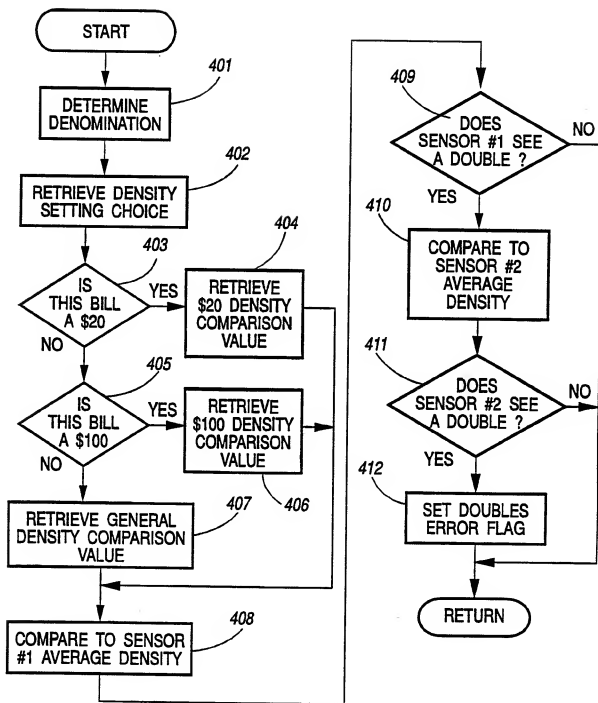 START
401
DETERMINE
DENOMINATION
402
RETRIEVE DENSITY
SETTING CHOICE
403
IS
THIS BILL
A $20
YES
NO
404
RETRIEVE
$20 DENSITY
COMPARISON
VALUE
405
IS
THIS BILL
A $100
YES
NO
RETRIEVE
$100 DENSITY
COMPARISON
VALUE
406
407
RETRIEVE GENERAL
DENSITY COMPARISON
VALUE
408
COMPARE TO SENSOR
#1 AVERAGE DENSITY
409
DOES
SENSOR #1 SEE
A DOUBLE ?
NO
YES
410
COMPARE TO
SENSOR #2
AVERAGE
DENSITY
411
DOES
SENSOR #2 SEE
A DOUBLE ?
NO
YES
412
SET DOUBLES
ERROR FLAG
RETURN